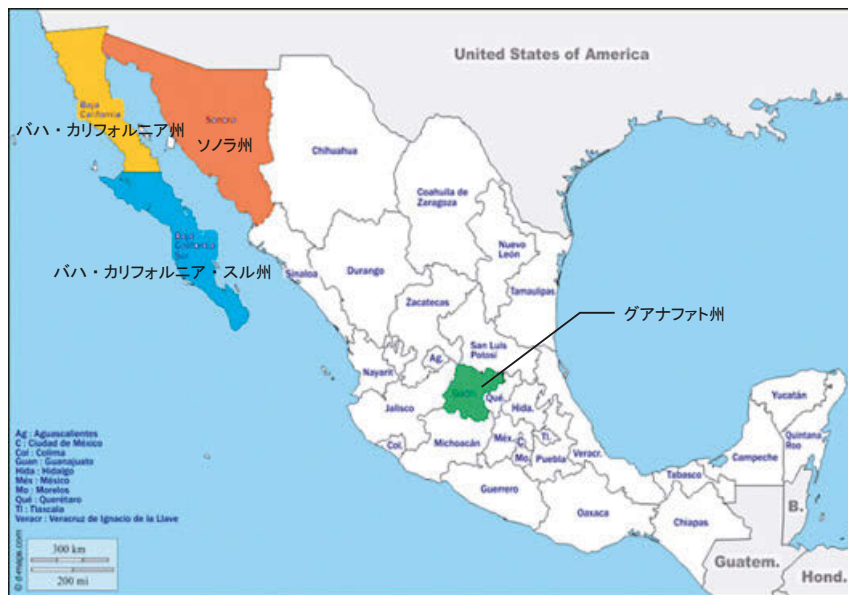 United States of America
Baja
California
バハ・カリフォルニア州
Sonora
ソノラ州
Chihuahua
Coahuila de
Zaragoza
Baja
California
Sur
バハ・カリフォルニア・スル州
Sinaloa
Durango
Nuevo
León
Tamaulipas
Zacatecas
グアナファト州
San Luis
Potosí
Nayarit
Ag.
Guan.
Qué.
Hida.
Jalisco
Yucatán
Quintana
Roo
Campeche
Col.
Michoacán
Méx.
C.
Tl.
Mo.
Puebla
Veracr.
Tabasco
Guerrero
Oaxaca
Chiapas
B.
Guatem.
Hond.
Ag : Aguascalientes
C : Ciudad de México
Col : Colima
Guan : Guanajuato
Hida : Hidalgo
Méx : México
Mo : Morelos
Qué : Querétaro
Tl : Tlaxcala
Veracr : Veracruz de Ignacio de la Llave
300 km
200 mi
© d-maps.com